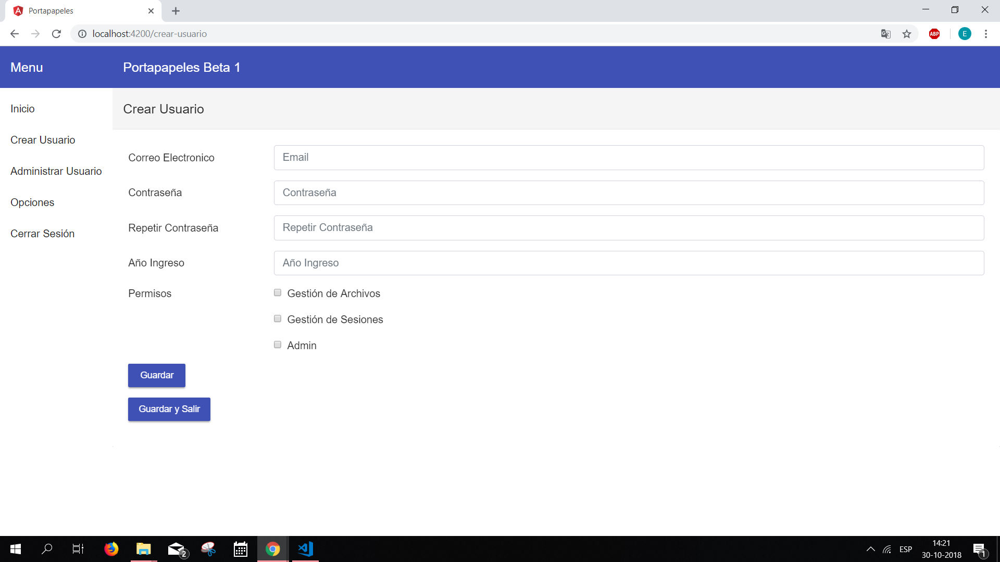 Portapapeles
localhost:4200/crear-usuario
ABP
E
Menu
Portapapeles Beta 1
Inicio
Crear Usuario
Administrar Usuario
Opciones
Cerrar Sesión
Crear Usuario
Correo Electronico
Email
Contraseña
Contraseña
Repetir Contraseña
Repetir Contraseña
Año Ingreso
Año Ingreso
Permisos
Gestión de Archivos
Gestión de Sesiones
Admin
Guardar
Guardar y Salir
2
ESP
14:21
30-10-2018
1